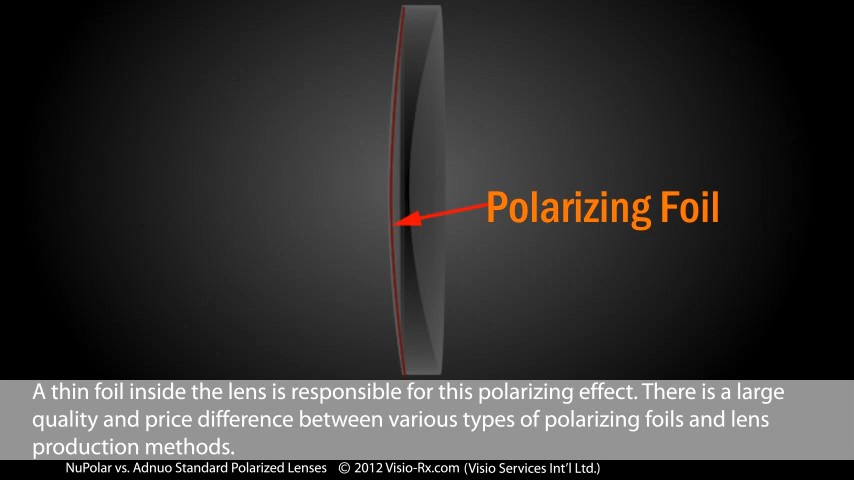 Polarizing Foil
A thin foil inside the lens is responsible for this polarizing effect. There is a large
quality and price difference between various types of polarizing foils and lens
production methods.
NuPolar vs. Adnuo Standard Polarized Lenses © 2012 Visio-Rx.com (Visio Services Int'l Ltd.)